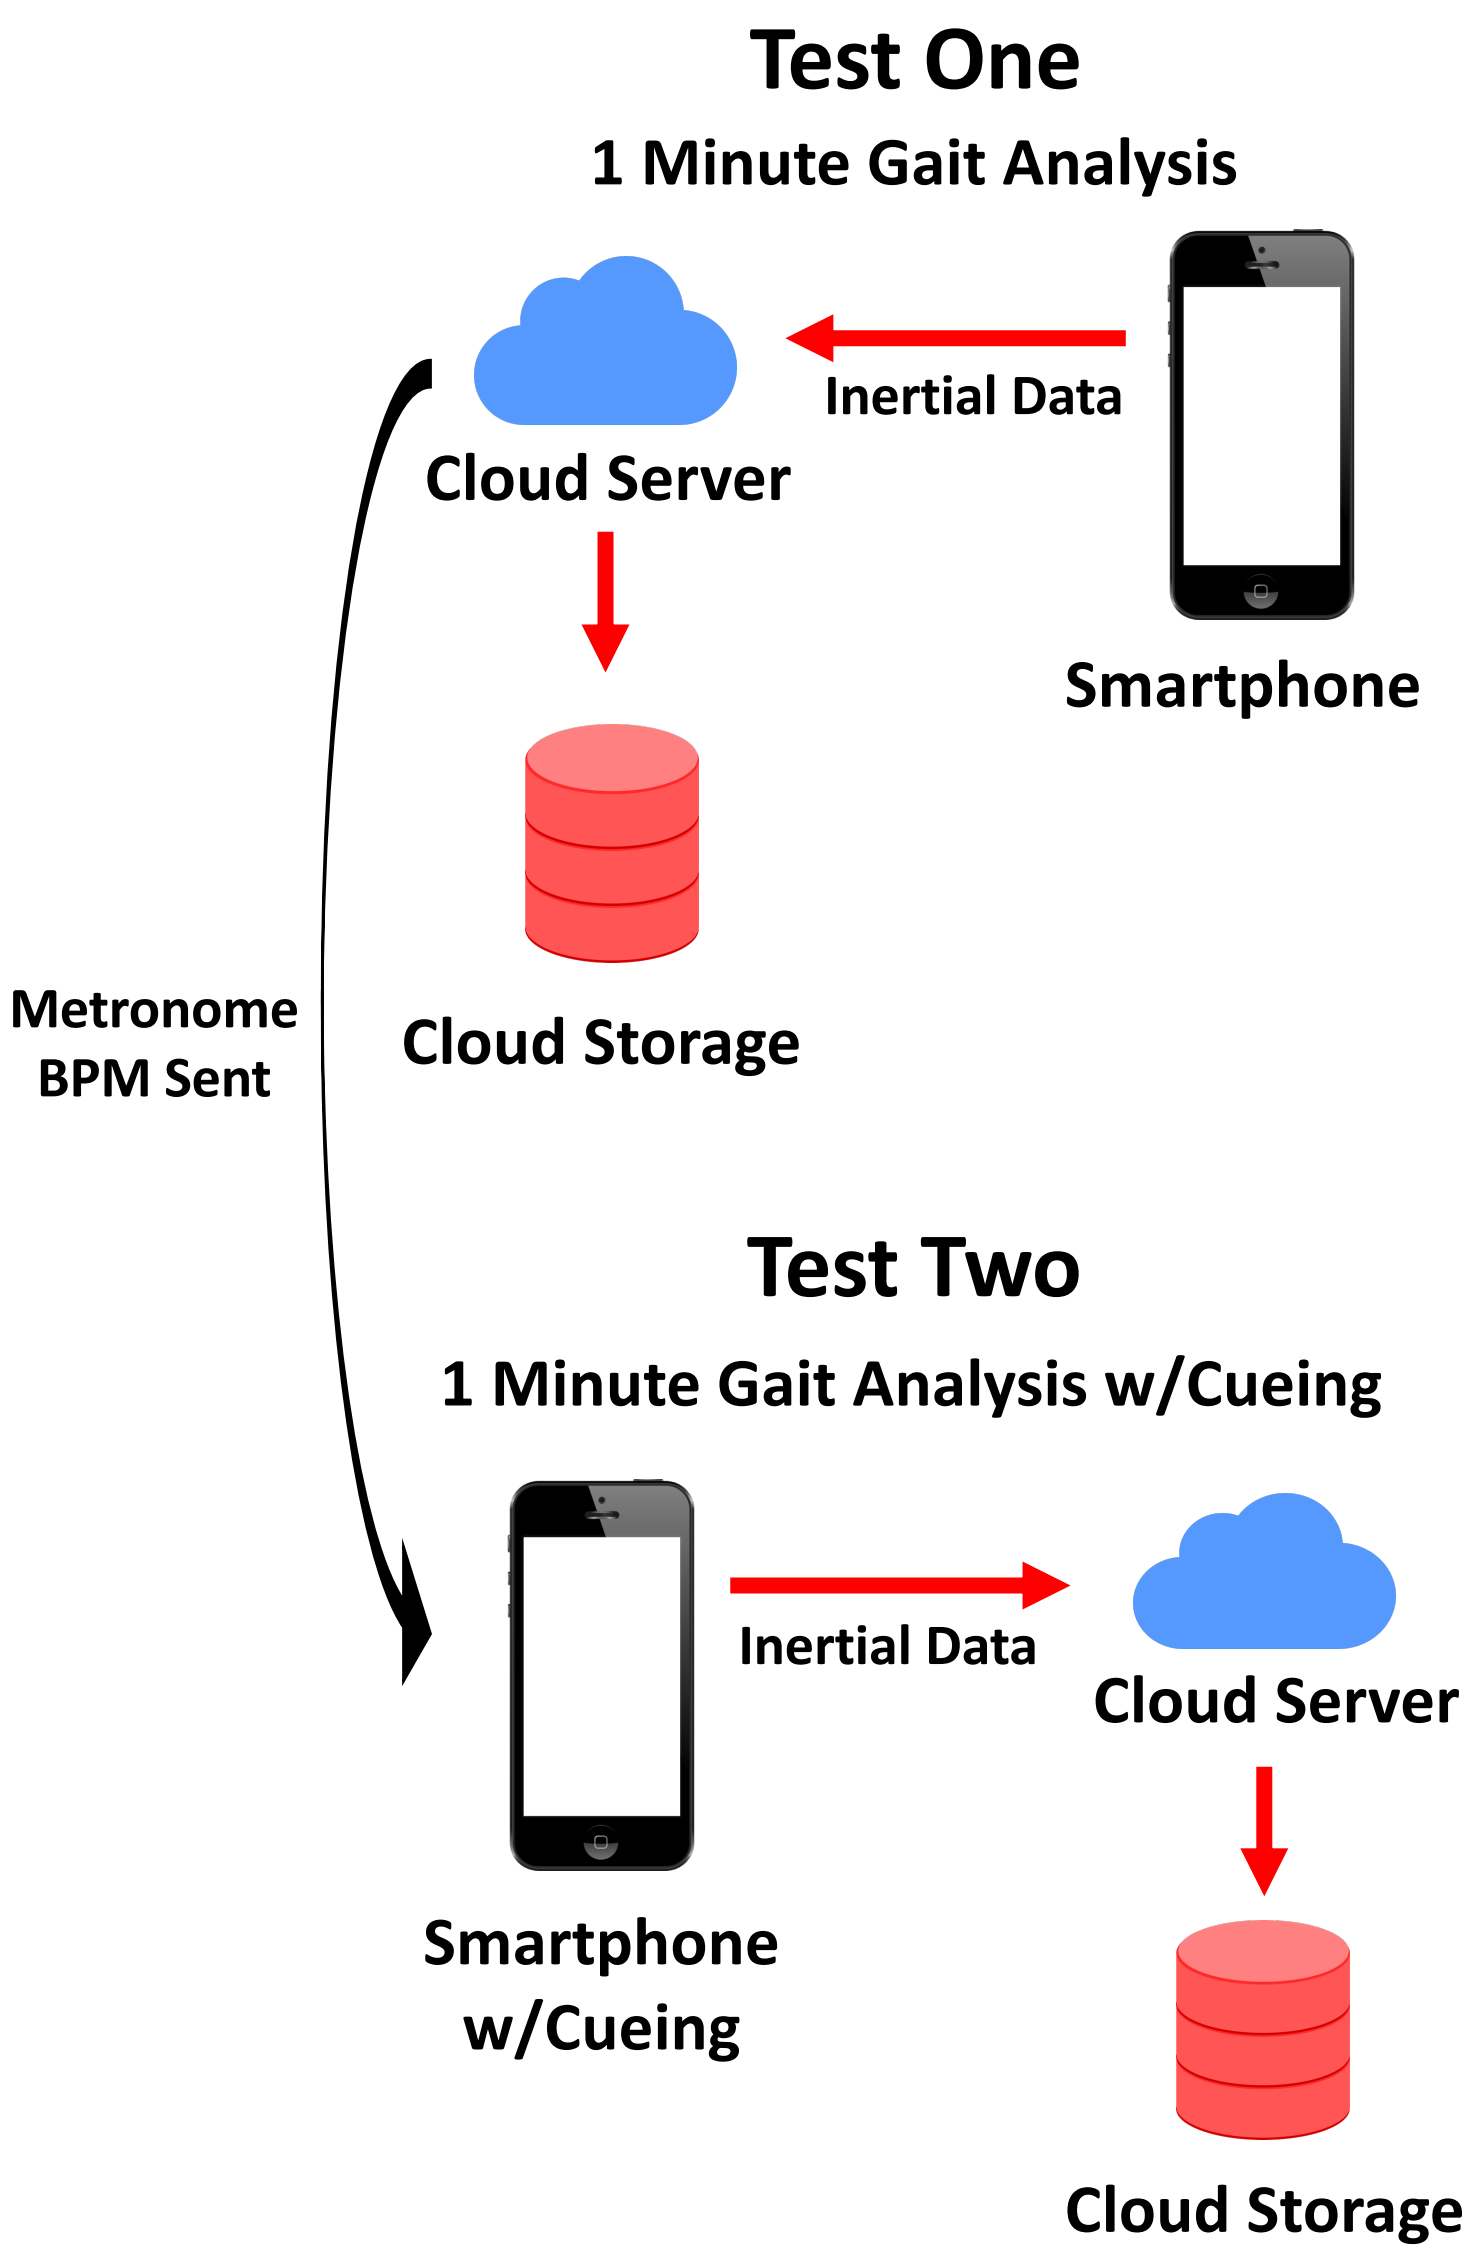 Test One
1 Minute Gait Analysis
Inertial Data
Cloud Server
Smartphone
Cloud Storage
Metronome
BPM Sent
Test Two
1 Minute Gait Analysis w/Cueing
Inertial Data
Cloud Server
Smartphone
w/Cueing
Cloud Storage